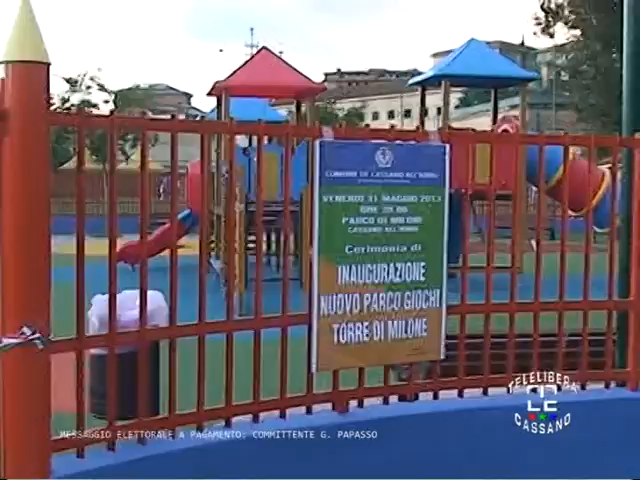 COMUNE DI CASSANO ALL'IONIO
VENERDI 31 MAGGIO 2013
PARCO DI MILONE
CASSANO ALL'IONIO
Cerimonia di
INAUGURAZIONE
NUOVO PARCO GIOCHI
TORRE DI MILONE
TELELIBERA
CASSANO
MESSAGGIO ELETTORALE A PAGAMENTO: COMMITTENTE G. PAPASSO